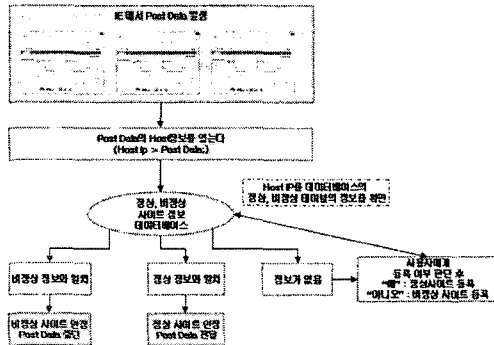 IE에서 Post Data 발생
Post Data의 Host정보를 얻는다
(Host Ip > Post Data:)
Host IP를 데이터베이스의
정상, 비정상 테이블의 정보를 확인
정상, 비정상
사이트 정보
데이터베이스
비정상 정보와 일치
정상 정보와 일치
정보가 없음
사용자에게
등록 여부 판단 후
"예" : 정상사이트 등록
"아니오" : 비정상 사이트 등록
비정상 사이트 인정
Post Data 중단
정상 사이트 인정
Post Data 전달